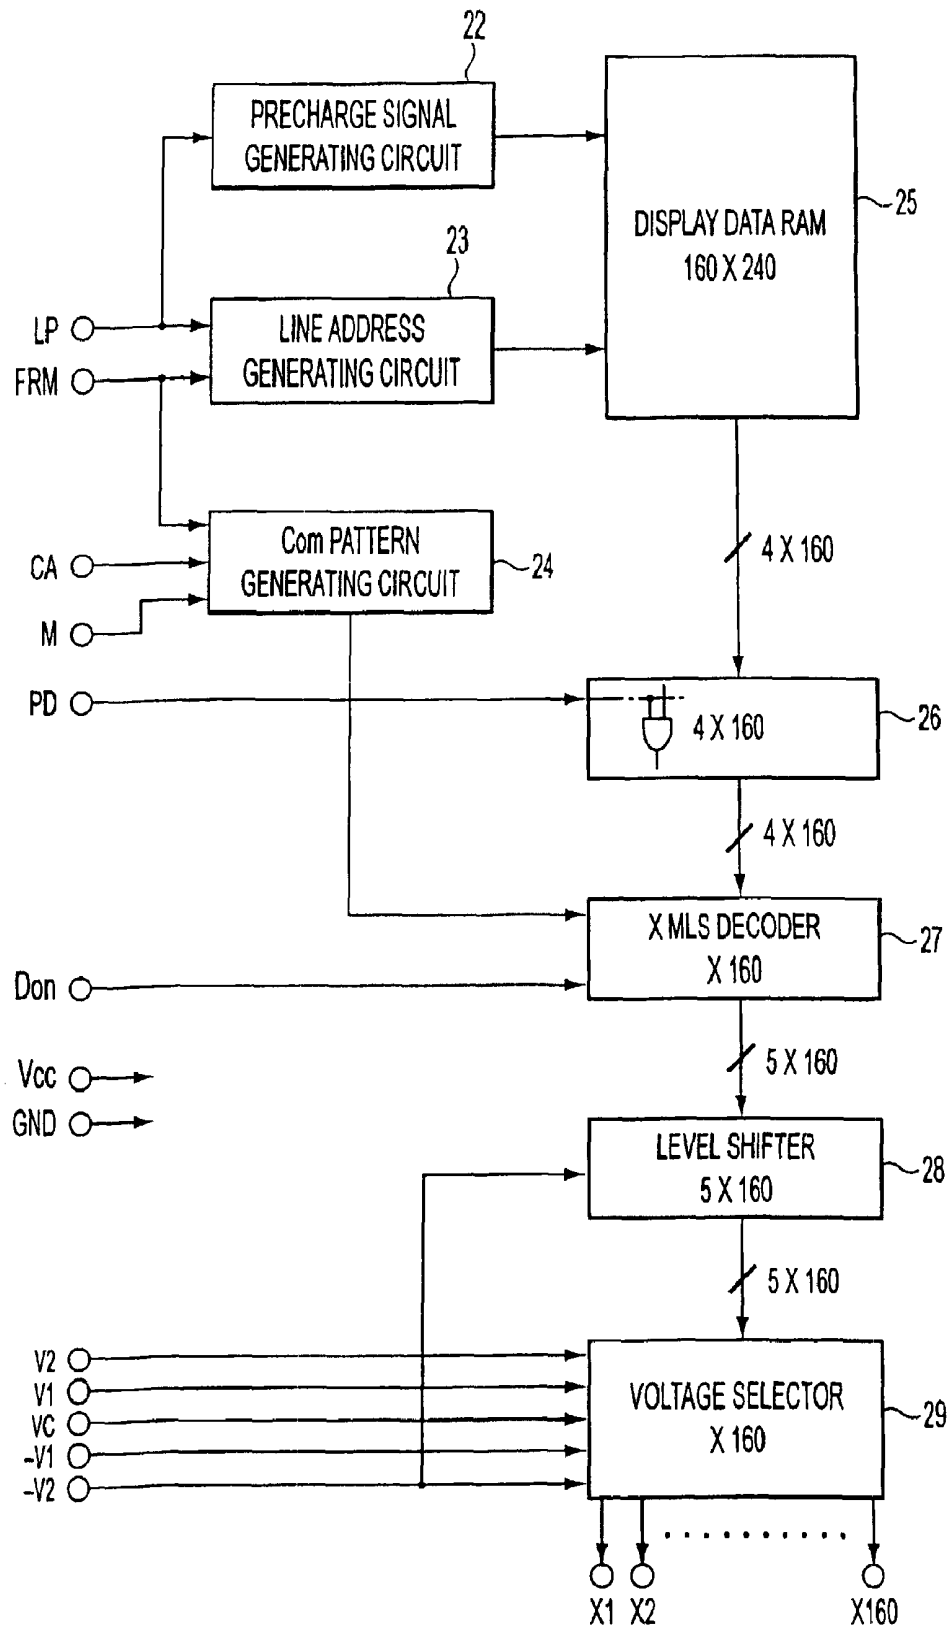 22
PRECHARGE SIGNAL
GENERATING CIRCUIT
DISPLAY DATA RAM
160 X 240
25
23
LP
LINE ADDRESS
GENERATING CIRCUIT
FRM
Com PATTERN
GENERATING CIRCUIT
24
4 X 160
CA
M
PD
4 X 160
26
4 X 160
X MLS DECODER
X 160
27
Don
5 X 160
Vcc
GND
LEVEL SHIFTER
5 X 160
28
5 X 160
V2
V1
VC
-V1
-V2
VOLTAGE SELECTOR
X 160
29
X1 X2 X160